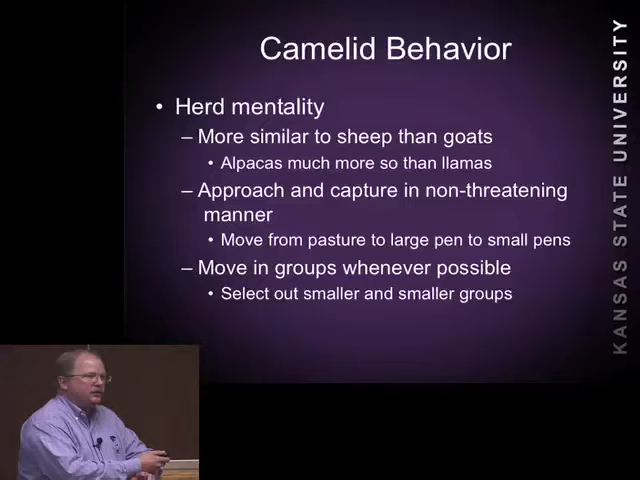 Camelid Behavior
• Herd mentality
– More similar to sheep than goats
• Alpacas much more so than llamas
– Approach and capture in non-threatening
manner
• Move from pasture to large pen to small pens
– Move in groups whenever possible
• Select out smaller and smaller groups
KANSAS STATE UNIVERSITY